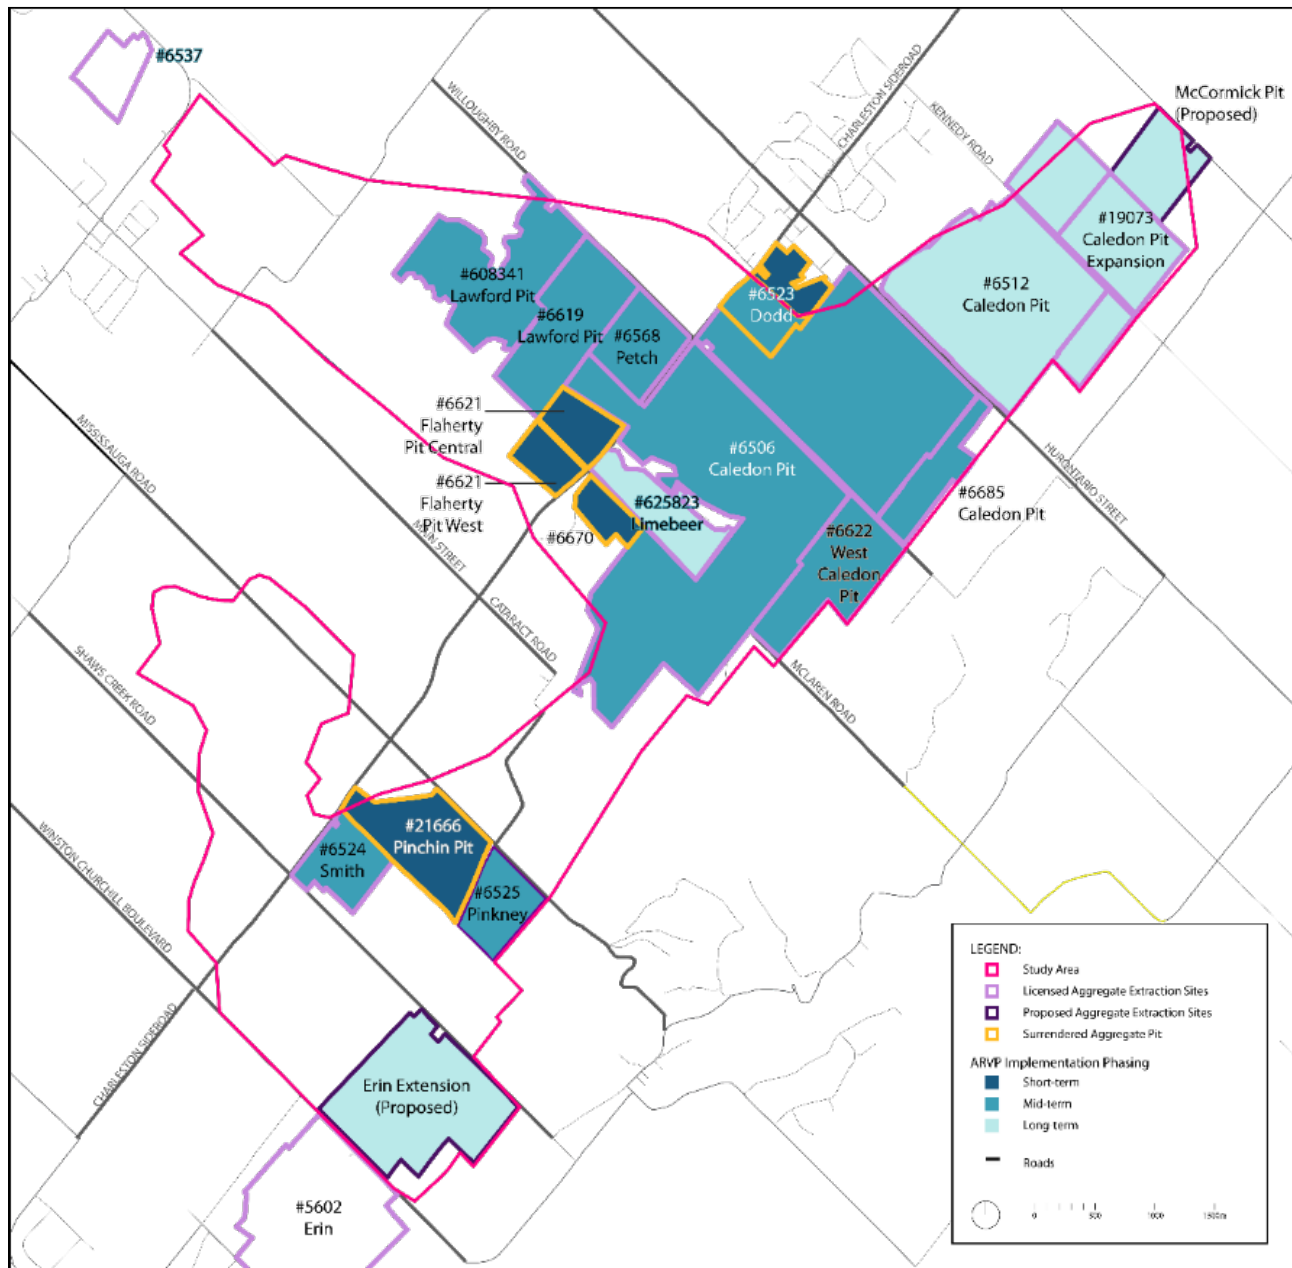 #6537
WILLOUGHBY ROAD
CHARLESTON SIDEROAD
KENNEDY ROAD
McCormick Pit
(Proposed)
#19073
Caledon Pit
Expansion
#6512
Caledon Pit
#608341
Lawford Pit
#6619
Lawford Pit
#6568
Petch
#6523
Dodd
#6621
Flaherty
Pit Central
#6621
Flaherty
Pit West
#6670
#625823
Limebeer
#6506
Caledon Pit
#6685
Caledon Pit
#6622
West
Caledon
Pit
HURONTARIO STREET
MISSISSAUGA ROAD
MAIN STREET
CATARACT ROAD
SHAWS CREEK ROAD
MCLAREN ROAD
WINSTON CHURCHILL BOULEVARD
CHARLESTON SIDEROAD
#21666
Pinchin Pit
#6524
Smith
#6525
Pinkney
Erin Extension
(Proposed)
#5602
Erin
LEGEND:
Study Area
Licensed Aggregate Extraction Sites
Proposed Aggregate Extraction Sites
Surrendered Aggregate Pit
ARVP Implementation Phasing
Short-term
Mid-term
Long-term
Roads
0 500 1000 1500m